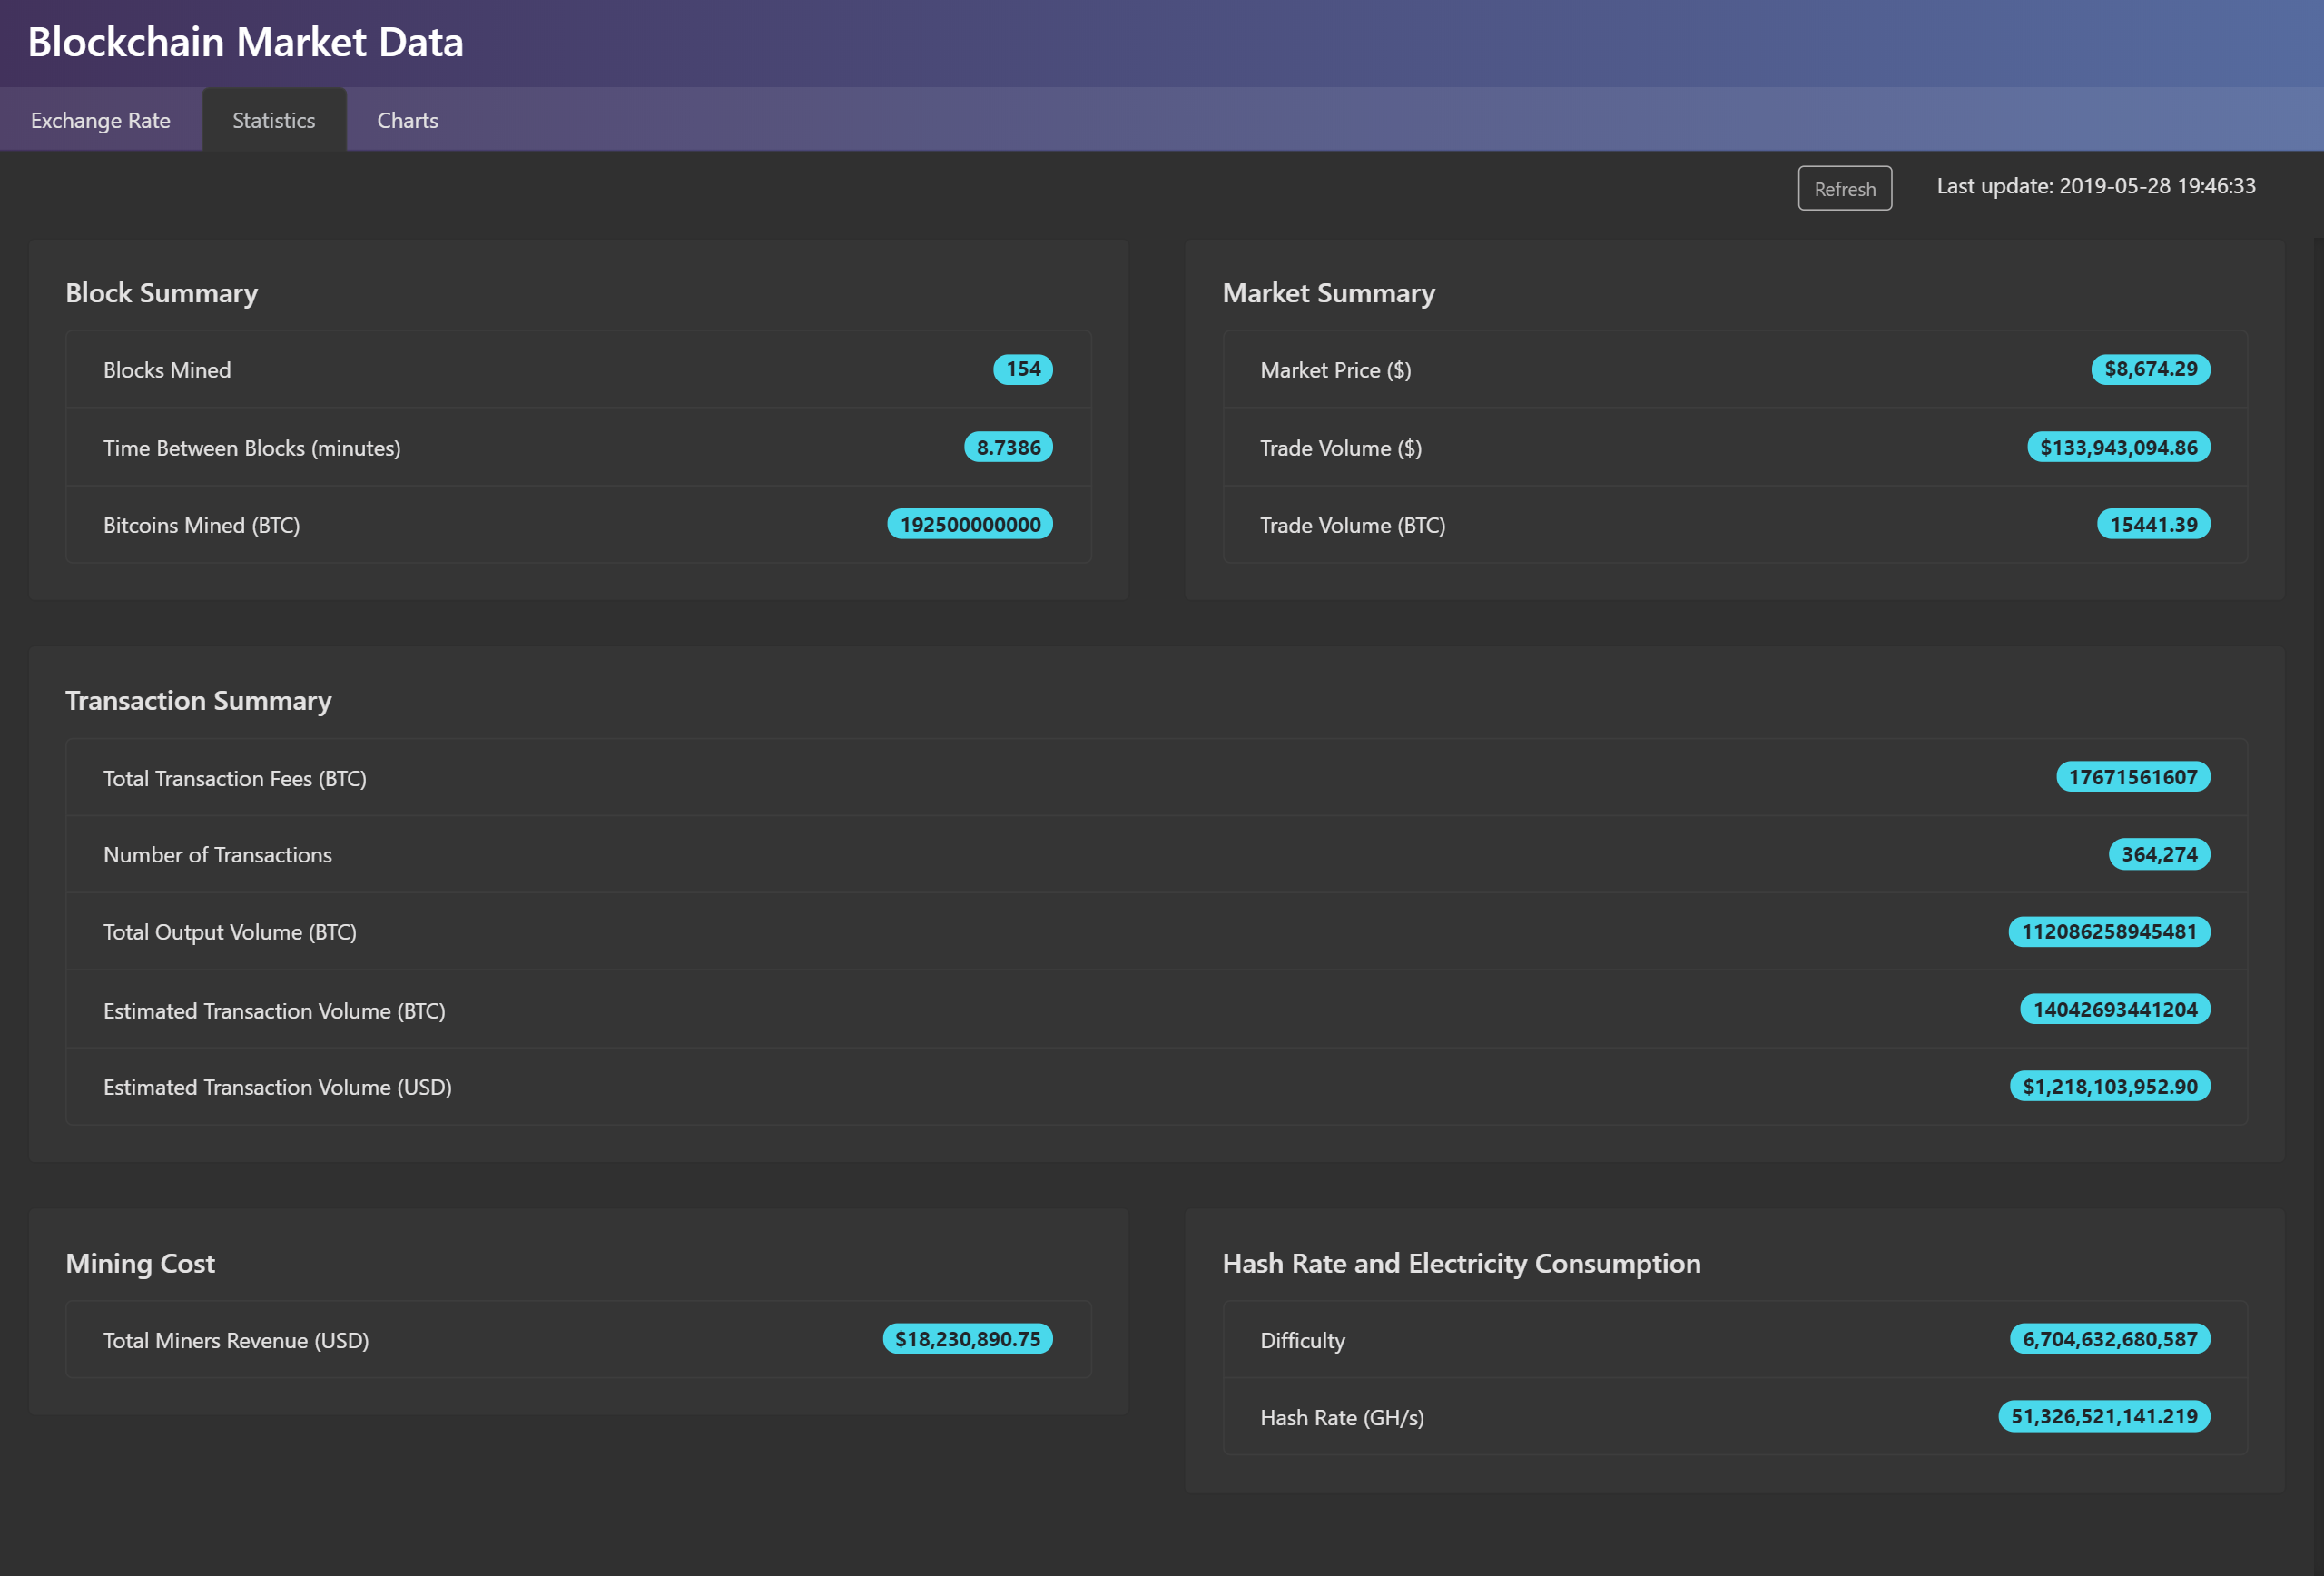 Blockchain Market Data
Exchange Rate Statistics Charts
Refresh Last update: 2019-05-28 19:46:33
Block Summary
Blocks Mined 154
Time Between Blocks (minutes) 8.7386
Bitcoins Mined (BTC) 192500000000
Market Summary
Market Price ($) $8,674.29
Trade Volume ($) $133,943,094.86
Trade Volume (BTC) 15441.39
Transaction Summary
Total Transaction Fees (BTC) 17671561607
Number of Transactions 364,274
Total Output Volume (BTC) 112086258945481
Estimated Transaction Volume (BTC) 14042693441204
Estimated Transaction Volume (USD) $1,218,103,952.90
Mining Cost
Total Miners Revenue (USD) $18,230,890.75
Hash Rate and Electricity Consumption
Difficulty 6,704,632,680,587
Hash Rate (GH/s) 51,326,521,141.219